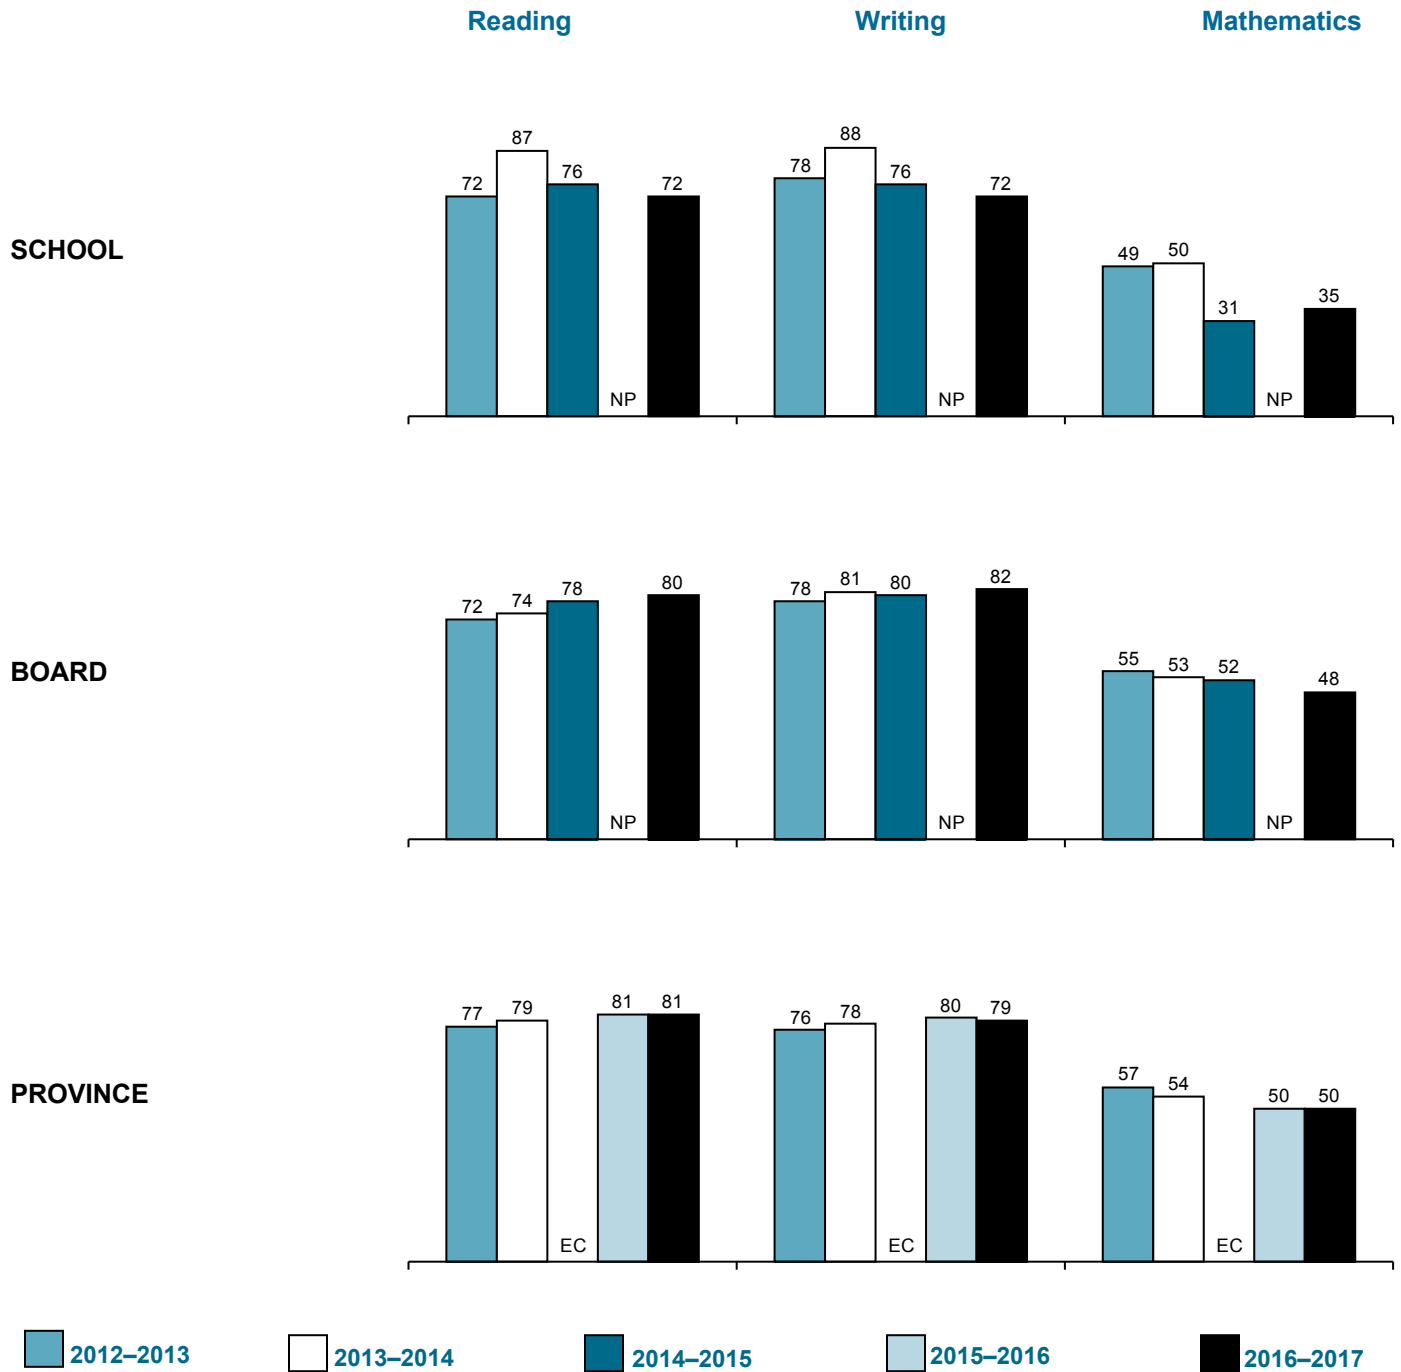 Reading Writing Mathematics
SCHOOL
72 87 76 NP 72 78 88 76 NP 72 49 50 31 NP 35
BOARD
72 74 78 NP 80 78 81 80 NP 82 55 53 52 NP 48
PROVINCE
77 79 EC 81 81 76 78 EC 80 79 57 54 EC 50 50
2012–2013 2013–2014 2014–2015 2015–2016 2016–2017